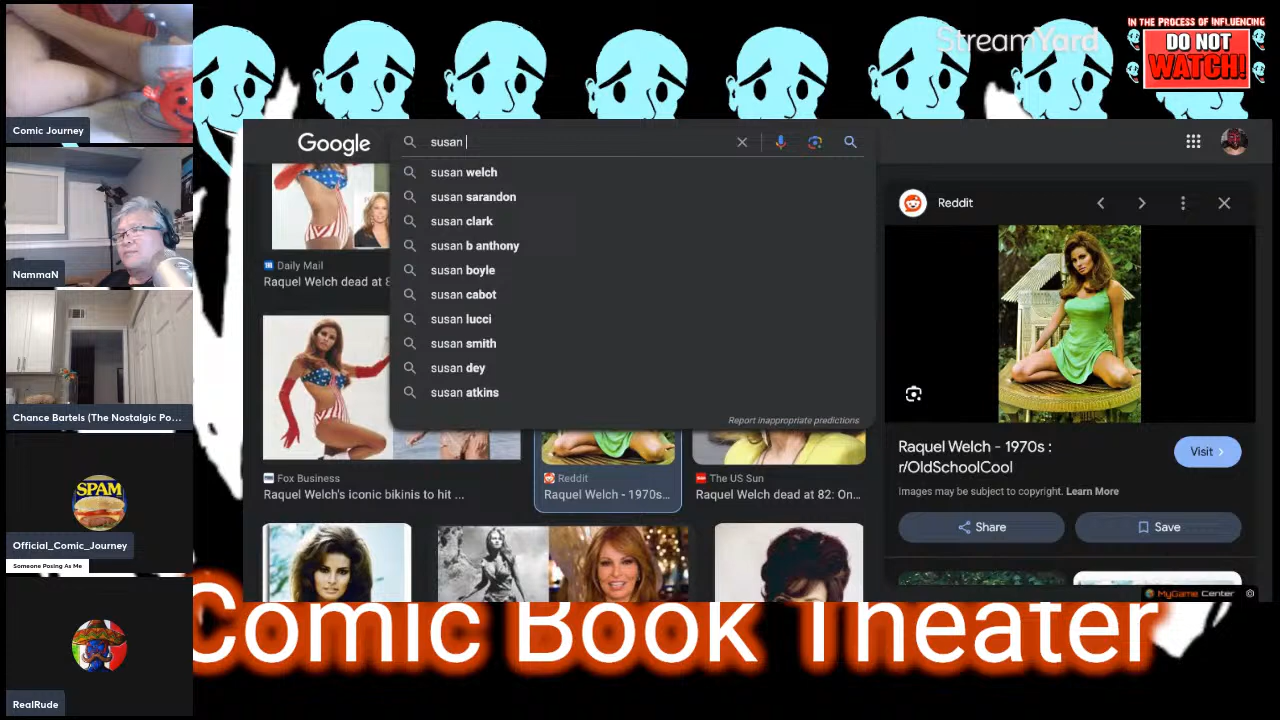 StreamYard
IN THE PROCESS OF INFLUENCING
DO NOT
WATCH!
Comic Journey
NammaN
Chance Bartels (The Nostalgic Po...
SPAM
Official_Comic_Journey
Someone Posing As Me
RealRude
Google
susan
susan welch
susan sarandon
susan clark
susan b anthony
susan boyle
susan cabot
susan lucci
susan smith
susan dey
susan atkins
Report inappropriate predictions
Daily Mail
Raquel Welch dead at 8
Fox Business
Raquel Welch's iconic bikinis to hit ...
Reddit
Raquel Welch - 1970s...
The US Sun
Raquel Welch dead at 82: On...
Reddit
Raquel Welch - 1970s :
r/OldSchoolCool
Visit
Images may be subject to copyright. Learn More
Share
Save
MyGame Center
Comic Book Theater